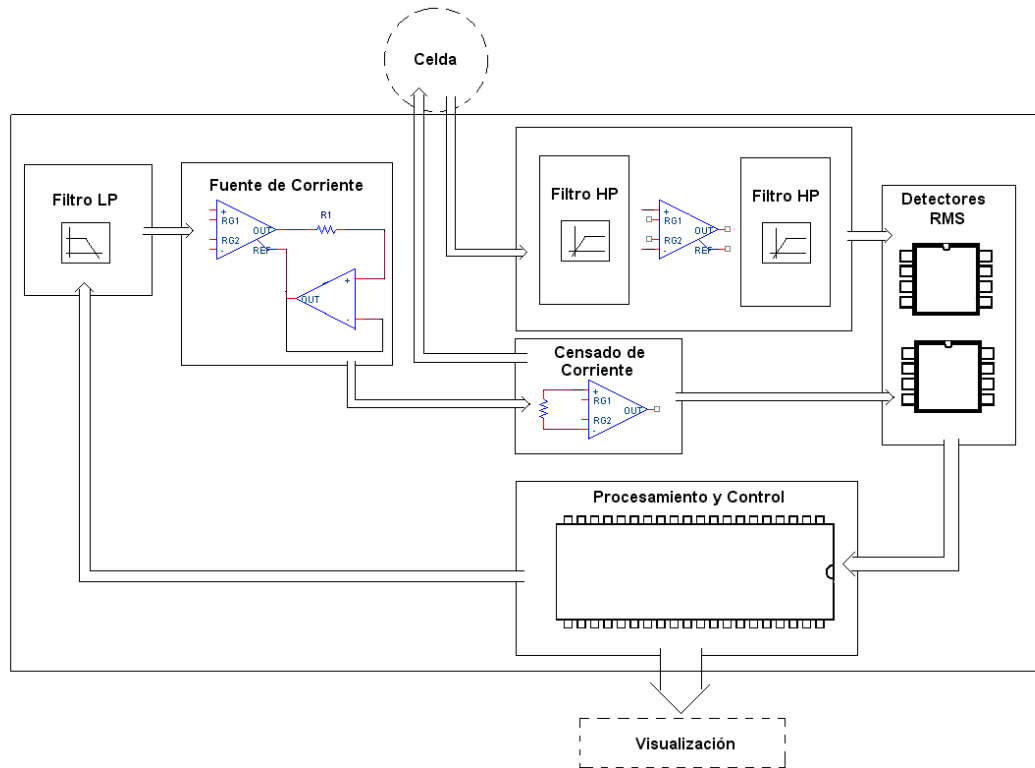 Celda
Filtro LP
Fuente de Corriente
+
RG1
RG2
-
OUT
REF
R1
+
OUT
-
Filtro HP
+
RG1
RG2
-
OUT
REF
Filtro HP
Detectores
RMS
Censado de
Corriente
+
RG1
RG2
-
OUT
Procesamiento y Control
Visualización